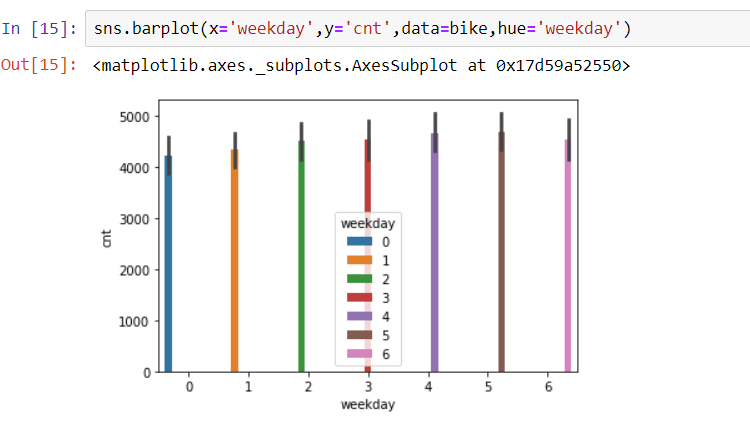 In [15]: sns.barplot(x='weekday',y='cnt',data=bike,hue='weekday')
Out[15]: <matplotlib.axes._subplots.AxesSubplot at 0x17d59a52550>
5000
4000
3000
2000
1000
0
cnt
weekday
0
1
2
3
4
5
6
0 1 2 3 4 5 6
weekday